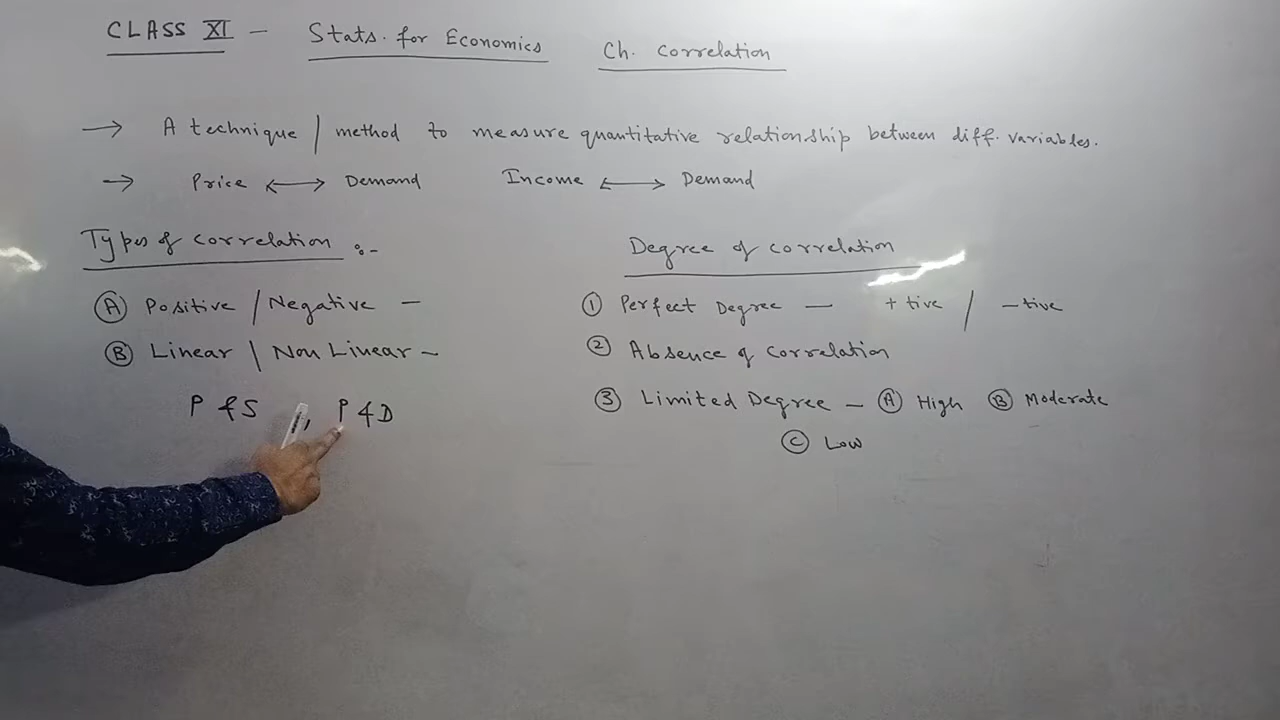 CLASS XI - Stats. for Economics Ch. Correlation
→ A technique / method to measure quantitative relationship between diff. variables.
→ Price ↔ Demand Income ↔ Demand
Types of correlation :-
(A) Positive / Negative -
(B) Linear \ Non Linear -
P & S , P & D
Degree of correlation
(1) Perfect Degree - + tive / - tive
(2) Absence of Correlation
(3) Limited Degree - (A) High (B) Moderate
(C) Low